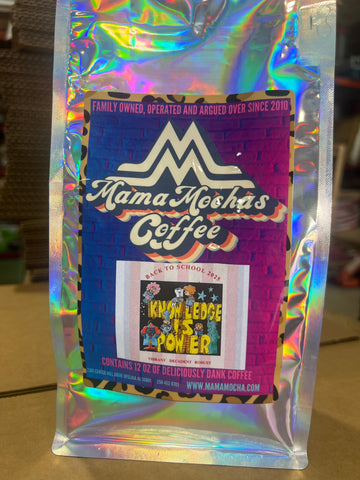 FAMILY OWNED, OPERATED AND ARGUED OVER SINCE 2010
Mama Mochas
Coffee
BACK TO SCHOOL 2025
KNOWLEDGE
IS
POWER
VIBRANT DECADENT ROBUST
CONTAINS 12 OZ OF DELICIOUSLY DANK COFFEE
WWW.MAMAMOCHA.COM